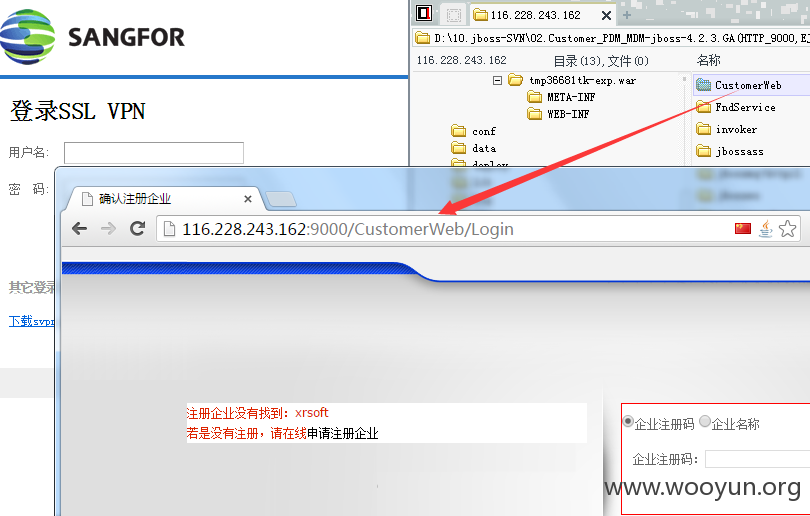 SANGFOR
登录SSL VPN
用户名:
密 码:
其它登录
下载svpn
116.228.243.162
D:\10.jboss-SVN\02.Customer_PDM_MDM-jboss-4.2.3.GA(HTTP_9000,EJ
116.228.243.162 目录(13),文件(0) 名称
tmp36681tk-exp.war
META-INF
WEB-INF
conf
data
deploy
CustomerWeb
FndService
invoker
jbossass
确认注册企业
116.228.243.162:9000/CustomerWeb/Login
注册企业没有找到：xrsoft
若是没有注册，请在线申请注册企业
企业注册码 企业名称
企业注册码：
www.wooyun.org